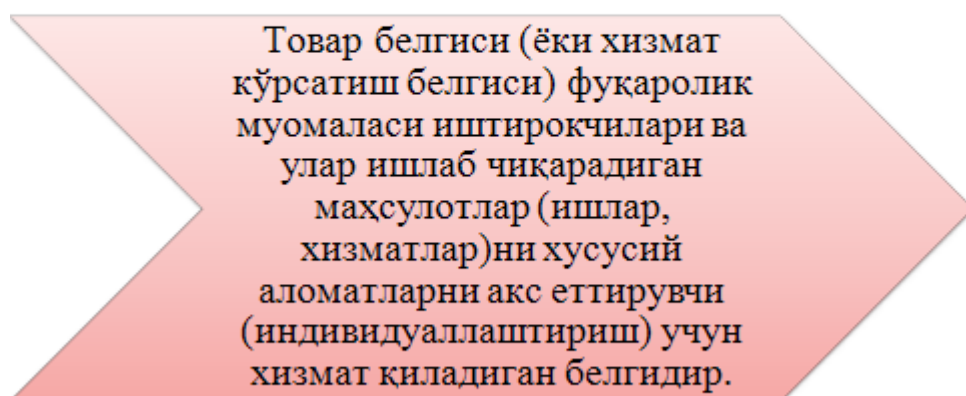 Товар белгиси (ёки хизмат
кўрсатиш белгиси) фуқаролик
муомаласи иштирокчилари ва
улар ишлаб чиқарадиган
маҳсулотлар (ишлар,
хизматлар)ни хусусий
аломатларни акс еттирувчи
(индивидуаллаштириш) учун
хизмат қиладиган белгидир.